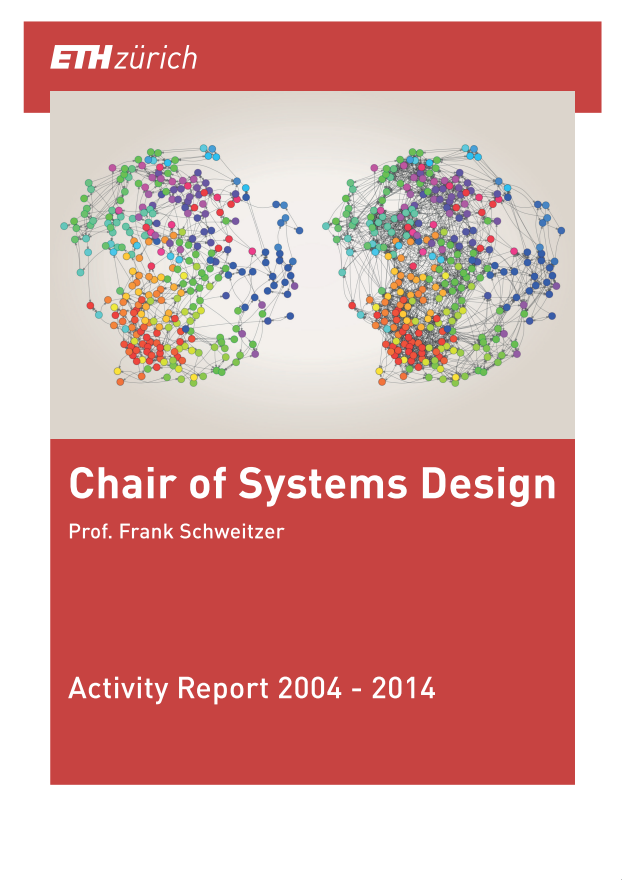 ETH zürich
Chair of Systems Design
Prof. Frank Schweitzer
Activity Report 2004 - 2014